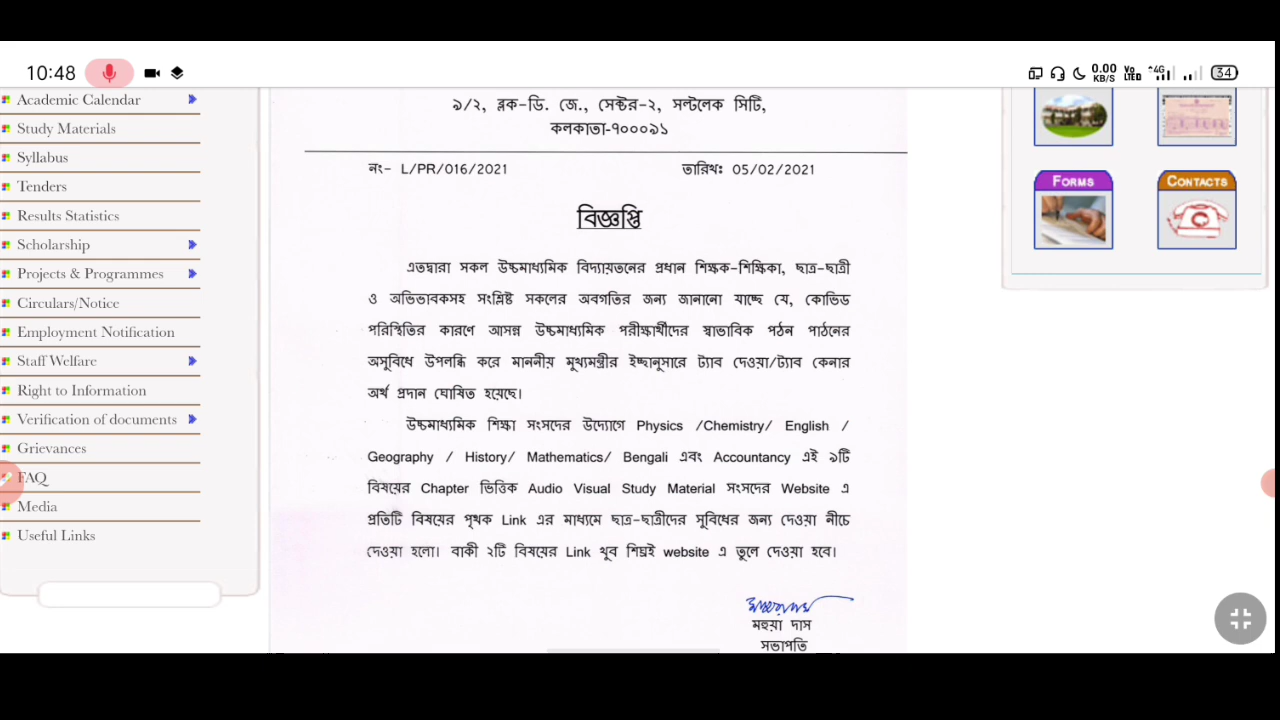 10:48
0.00 KB/S
Vo LTED
4G
34
Academic Calendar
Study Materials
Syllabus
Tenders
Results Statistics
Scholarship
Projects & Programmes
Circulars/Notice
Employment Notification
Staff Welfare
Right to Information
Verification of documents
Grievances
FAQ
Media
Useful Links
৯/২, ব্লক-ডি. জে., সেক্টর-২, সল্টলেক সিটি,
কলকাতা-৭০০০৯১
নং- L/PR/016/2021 তারিখঃ 05/02/2021
বিজ্ঞপ্তি
এতদ্বারা সকল উচ্চমাধ্যমিক বিদ্যায়তনের প্রধান শিক্ষক-শিক্ষিকা, ছাত্র-ছাত্রী
ও অভিভাবকসহ সংশ্লিষ্ট সকলের অবগতির জন্য জানানো যাচ্ছে যে, কোভিড
পরিস্থিতির কারণে আসন্ন উচ্চমাধ্যমিক পরীক্ষার্থীদের স্বাভাবিক পঠন পাঠনের
অসুবিধে উপলব্ধি করে মাননীয় মুখ্যমন্ত্রীর ইচ্ছানুসারে ট্যাব দেওয়া/ট্যাব কেনার
অর্থ প্রদান ঘোষিত হয়েছে।
উচ্চমাধ্যমিক শিক্ষা সংসদের উদ্যোগে Physics /Chemistry/ English /
Geography / History/ Mathematics/ Bengali এবং Accountancy এই ৯টি
বিষয়ের Chapter ভিত্তিক Audio Visual Study Material সংসদের Website এ
প্রতিটি বিষয়ের পৃথক Link এর মাধ্যমে ছাত্র-ছাত্রীদের সুবিধের জন্য দেওয়া নীচে
দেওয়া হলো। বাকী ২টি বিষয়ের Link খুব শিঘ্রই website এ তুলে দেওয়া হবে।
মহুয়া দাস
সভাপতি
FORMS
CONTACTS